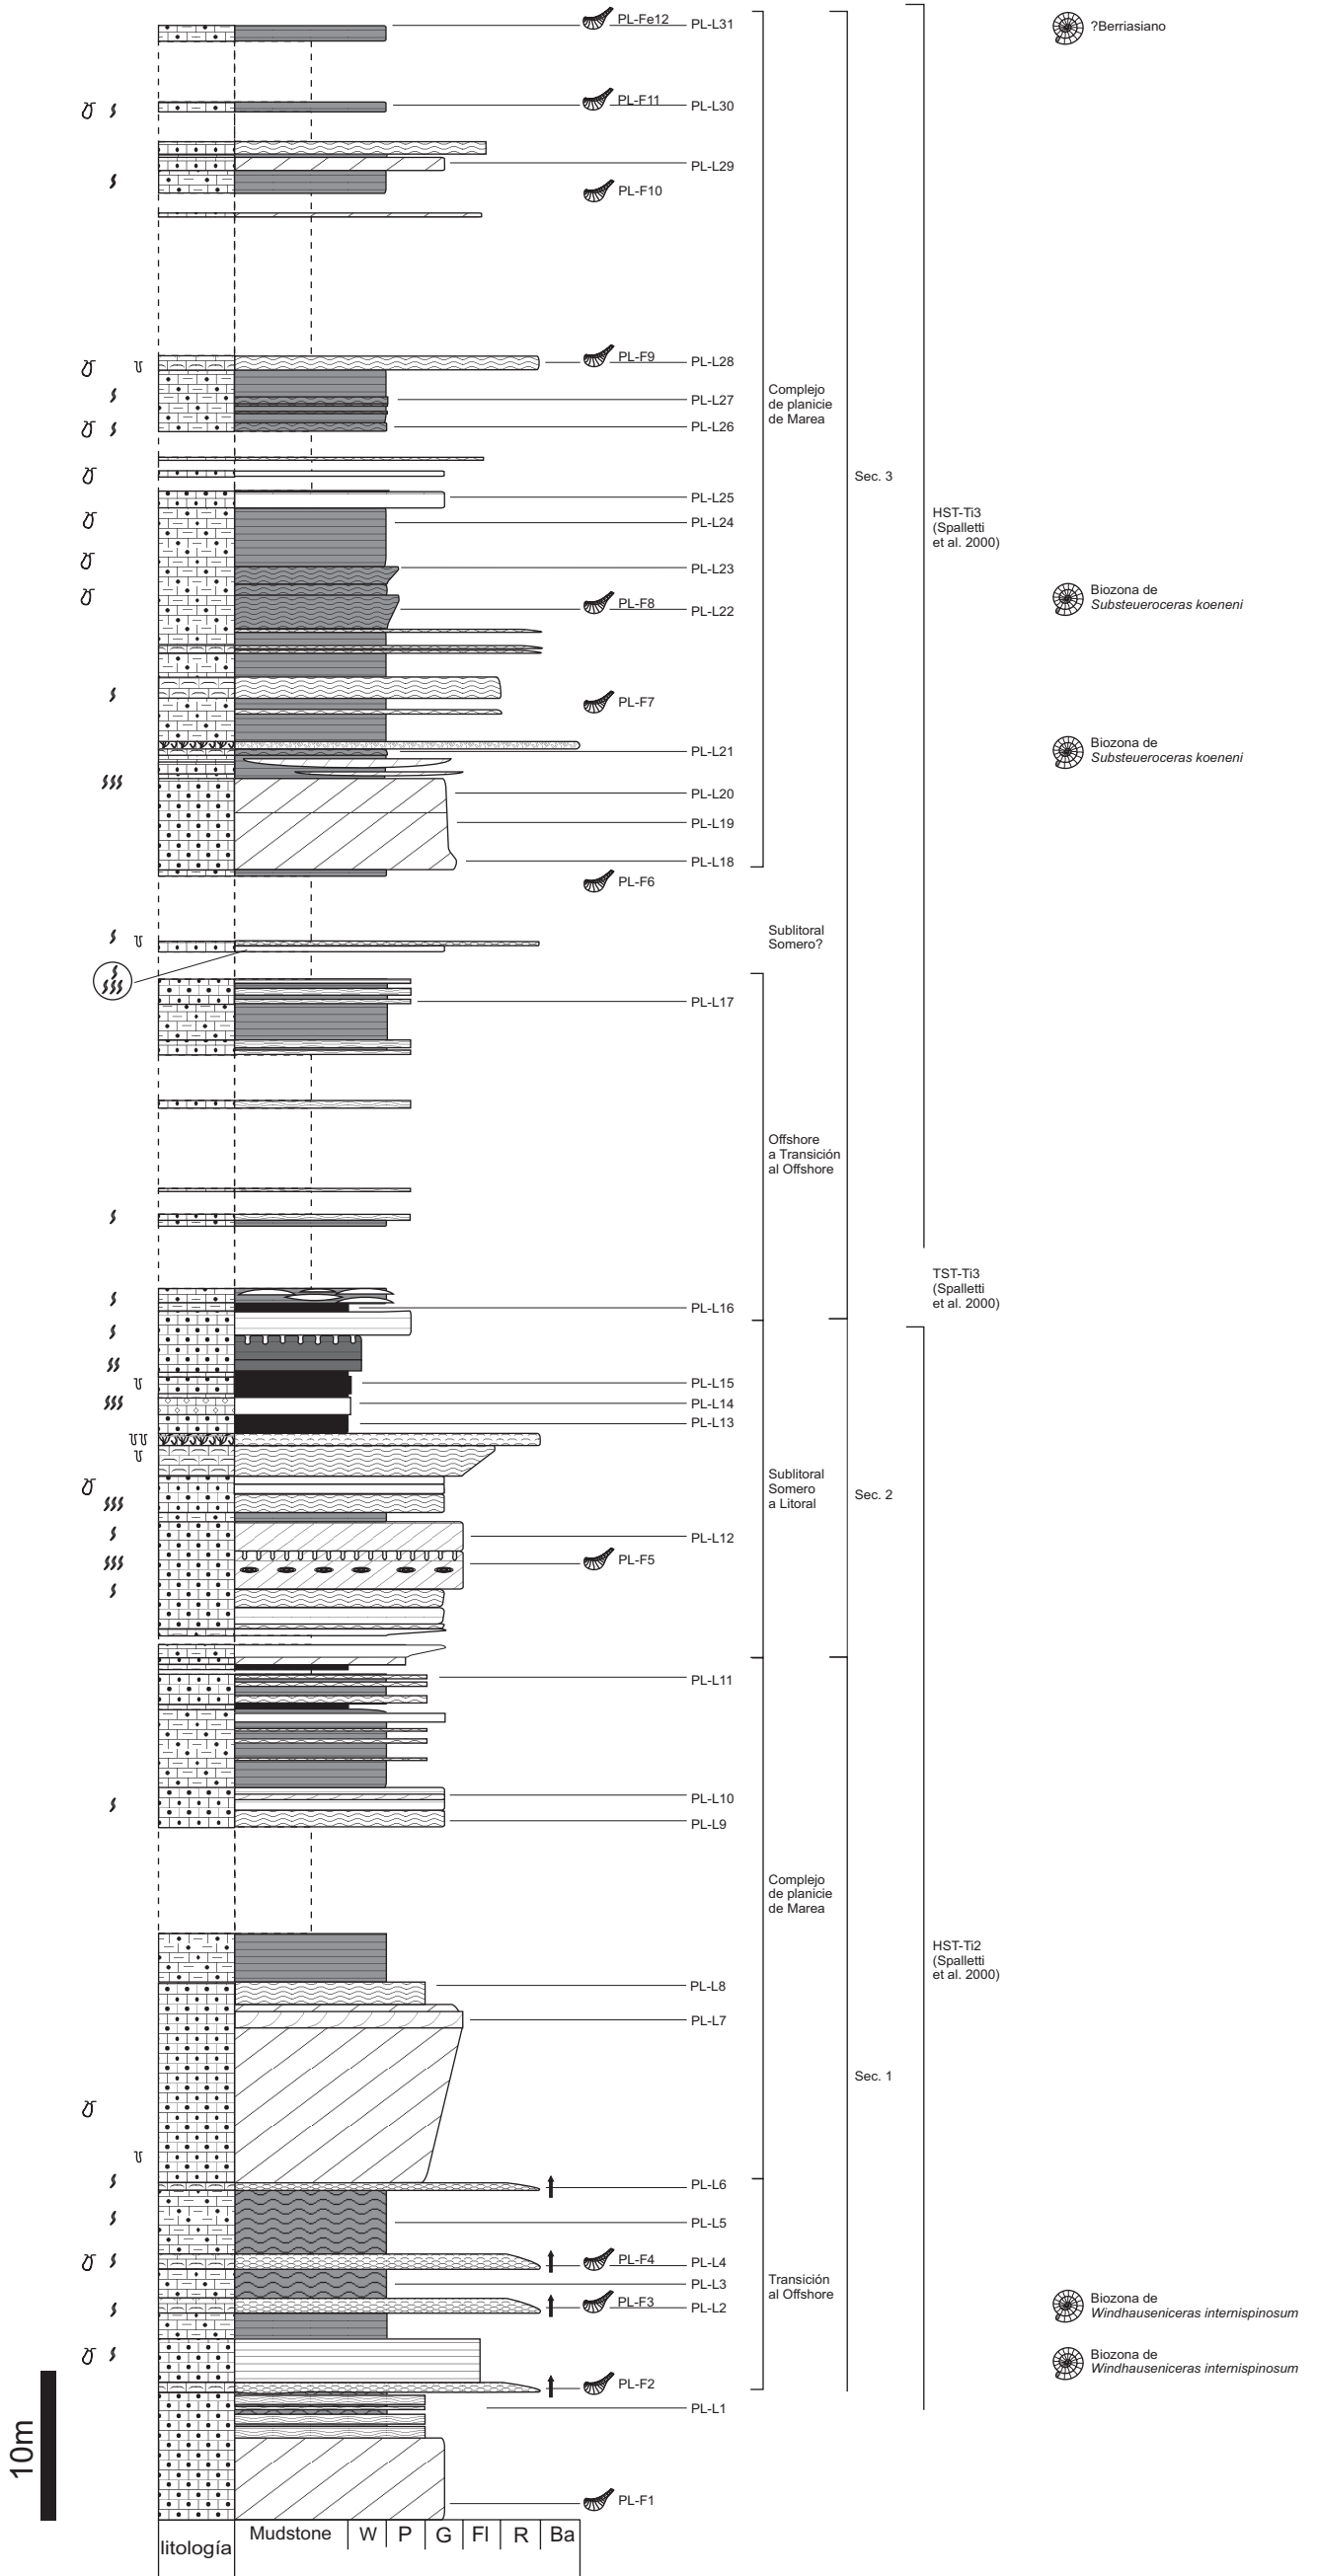 PL-Fe12
PL-L31
?Berriasiano
PL-F11
PL-L30
PL-L29
PL-F10
PL-F9
PL-L28
Complejo
de planicie
de Marea
PL-L27
PL-L26
Sec. 3
PL-L25
HST-Ti3
(Spalletti
et al. 2000)
PL-L24
PL-L23
Biozona de
Substeueroceras koeneni
PL-F8
PL-L22
PL-F7
Biozona de
Substeueroceras koeneni
PL-L21
PL-L20
PL-L19
PL-L18
PL-F6
Sublitoral
Somero?
PL-L17
Offshore
a Transición
al Offshore
TST-Ti3
(Spalletti
et al. 2000)
PL-L16
PL-L15
PL-L14
PL-L13
Sublitoral
Somero
a Litoral
Sec. 2
PL-L12
PL-F5
PL-L11
PL-L10
PL-L9
Complejo
de planicie
de Marea
HST-Ti2
(Spalletti
et al. 2000)
PL-L8
PL-L7
Sec. 1
PL-L6
PL-L5
PL-F4
PL-L4
PL-L3
Transición
al Offshore
PL-F3
PL-L2
Biozona de
Windhauseniceras internispinosum
Biozona de
Windhauseniceras internispinosum
PL-F2
PL-L1
10m
PL-F1
litología
Mudstone
W
P
G
Fl
R
Ba